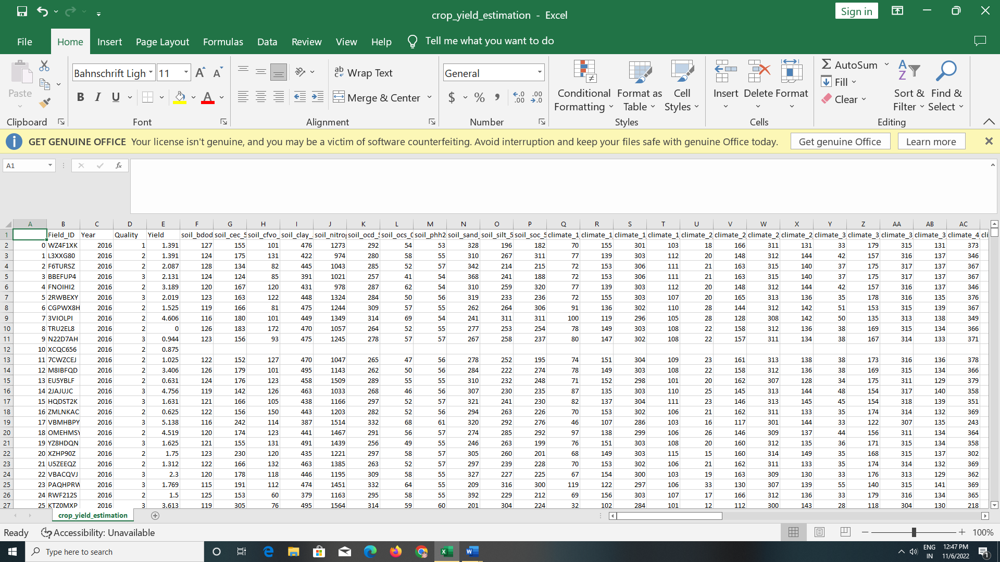 crop_yield_estimation - Excel
Sign in
File Home Insert Page Layout Formulas Data Review View Help Tell me what you want to do
Paste
Clipboard
Bahnschrift Ligh 11
B I U A
Font
Wrap Text
Merge & Center
Alignment
General
$ % ,
Number
Conditional Formatting
Format as Table
Cell Styles
Styles
Insert Delete Format
Cells
AutoSum
Fill
Clear
Sort & Filter
Find & Select
Editing
GET GENUINE OFFICE Your license isn't genuine, and you may be a victim of software counterfeiting. Avoid interruption and keep your files safe with genuine Office today. Get genuine Office Learn more
A1 fx
A B C D E F G H I J K L M N O P Q R S T U V W X Y Z AA AB AC
1 Field_ID Year Quality Yield soil_bdod soil_cec_5 soil_cfvo_ soil_clay_ soil_nitro soil_ocd_5 soil_ocs_0 soil_phh2 soil_sand_ soil_silt_5 soil_soc_5 climate_1 climate_1 climate_1 climate_1 climate_2 climate_2 climate_2 climate_2 climate_3 climate_3 climate_3 climate_3 climate_4 cli
2 0 WZ4F1XK 2016 1 1.391 127 155 101 476 1273 292 54 53 328 196 182 70 155 301 103 18 166 311 131 33 179 315 131 373
3 1 L3XXG80 2016 2 1.391 124 175 131 422 974 280 58 55 310 267 311 77 139 303 112 20 148 312 144 42 157 316 137 346
4 2 F6TURSZ 2016 2 2.087 128 134 82 445 1043 285 52 57 342 214 215 72 153 306 111 21 163 315 140 37 175 317 137 367
5 3 BBEFUP4 2016 3 2.131 124 124 85 391 1021 257 41 54 368 241 188 72 153 306 111 21 163 315 140 37 175 317 137 367
6 4 FNOIHI2 2016 2 3.189 120 167 120 431 978 287 62 54 310 259 320 77 139 303 112 20 148 312 144 42 157 316 137 346
7 5 2RWBEXY 2016 3 2.019 123 163 122 448 1324 284 50 56 319 233 236 72 155 303 107 20 165 313 136 35 178 316 135 376
8 6 CGPWX8H 2016 2 1.525 119 166 81 475 1244 309 57 55 262 264 306 91 136 302 110 28 144 312 142 51 153 315 139 367
9 7 3VIOLPI 2016 2 4.606 116 180 101 449 1349 314 69 54 241 311 311 100 119 296 105 28 128 308 142 50 135 313 138 349
10 8 TRU2EL8 2016 2 0 126 183 172 470 1057 264 52 55 277 253 254 78 149 303 108 22 158 312 136 38 169 315 134 366
11 9 N22D7AH 2016 3 0.944 123 156 93 475 1245 278 57 57 267 258 237 80 147 302 108 22 157 311 134 38 167 314 133 371
12 10 XCQC656 2016 2 0.875
13 11 7CWZCEJ 2016 2 1.025 122 152 127 470 1047 265 47 56 278 252 195 74 151 304 109 23 161 313 138 38 173 316 136 378
14 12 M8IBFQD 2016 2 3.406 126 179 101 495 1143 262 50 56 284 222 274 78 149 303 108 22 158 312 136 38 169 315 134 366
15 13 EU5YBLF 2016 2 0.631 124 176 123 458 1509 289 55 55 310 232 248 71 152 298 101 20 162 307 128 34 175 311 129 379
16 14 2JAJUJC 2016 3 4.756 119 142 126 463 1033 268 46 56 307 230 235 87 135 303 110 25 145 313 144 48 154 317 140 358
17 15 HQDST2K 2016 3 1.631 121 166 105 438 1166 297 52 57 321 241 230 82 137 304 111 23 146 313 145 45 154 318 139 351
18 16 ZMLNKAC 2016 2 0.625 122 156 150 443 1203 282 52 56 294 263 226 70 153 302 106 21 162 311 133 35 174 314 132 369
19 17 VBMHBPY 2016 3 5.138 116 242 114 387 1514 332 68 61 320 292 276 46 107 286 103 16 117 301 144 33 122 307 135 243
20 18 OMEHMSY 2016 2 4.519 120 174 123 441 1467 291 56 57 274 285 292 97 138 299 106 26 146 309 137 44 156 311 134 364
21 19 YZ8HDQN 2016 3 1.625 121 155 131 491 1439 256 49 55 246 263 199 76 151 303 108 20 160 312 135 36 171 315 134 358
22 20 XZHP90Z 2016 2 1.75 123 230 120 435 1221 297 58 57 305 260 201 68 149 303 115 15 160 314 149 35 168 315 137 302
23 21 U5ZEEQZ 2016 2 1.312 122 166 132 463 1385 263 52 57 297 239 228 70 153 302 106 21 162 311 133 35 174 314 132 369
24 22 VBACQVJ 2016 3 2.3 120 178 118 446 1195 309 58 55 327 227 225 67 154 300 103 19 163 309 130 33 176 313 129 362
25 23 PAQHPRW 2016 3 1.769 115 191 112 474 1451 332 64 55 209 316 300 119 122 297 106 33 130 307 139 55 140 315 141 369
26 24 RWF212S 2016 2 1.5 125 153 60 379 1163 295 58 55 392 229 212 69 156 303 107 17 166 312 136 33 179 316 134 365
27 25 KTZ0MXP 2016 3 3.613 119 305 76 495 1564 314 59 60 201 304 224 32 102 284 101 12 112 300 143 28 118 304 130 218
crop_yield_estimation
Ready Accessibility: Unavailable 100%
Type here to search
ENG IN
12:47 PM
11/6/2022
1